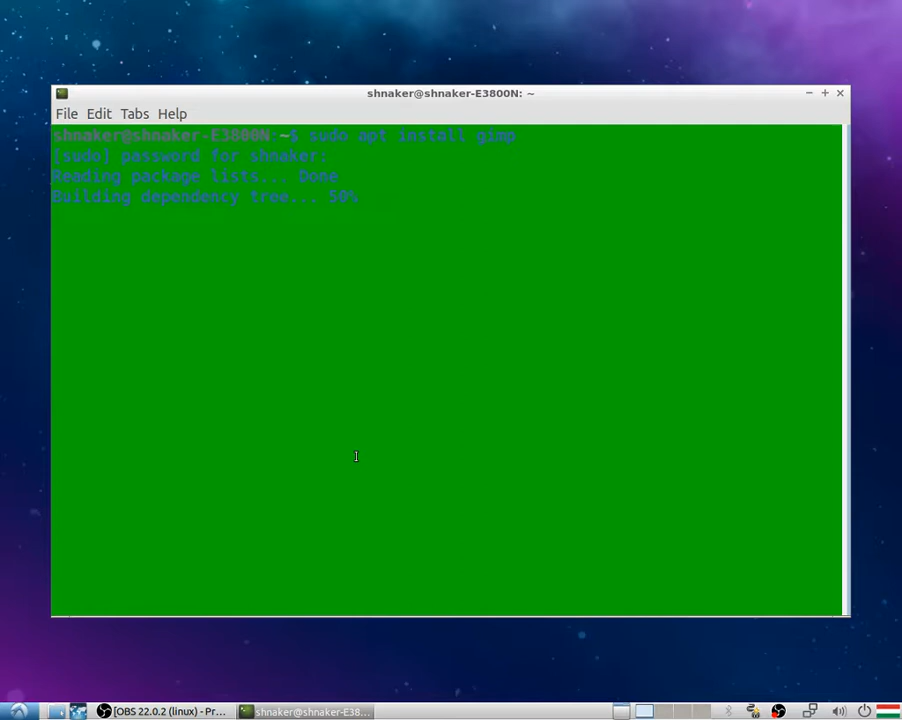 shnaker@shnaker-E3800N: ~
File Edit Tabs Help
shnaker@shnaker-E3800N:~$ sudo apt install gimp
[sudo] password for shnaker:
Reading package lists... Done
Building dependency tree... 50%
[OBS 22.0.2 (linux) - Pr...
shnaker@shnaker-E38...